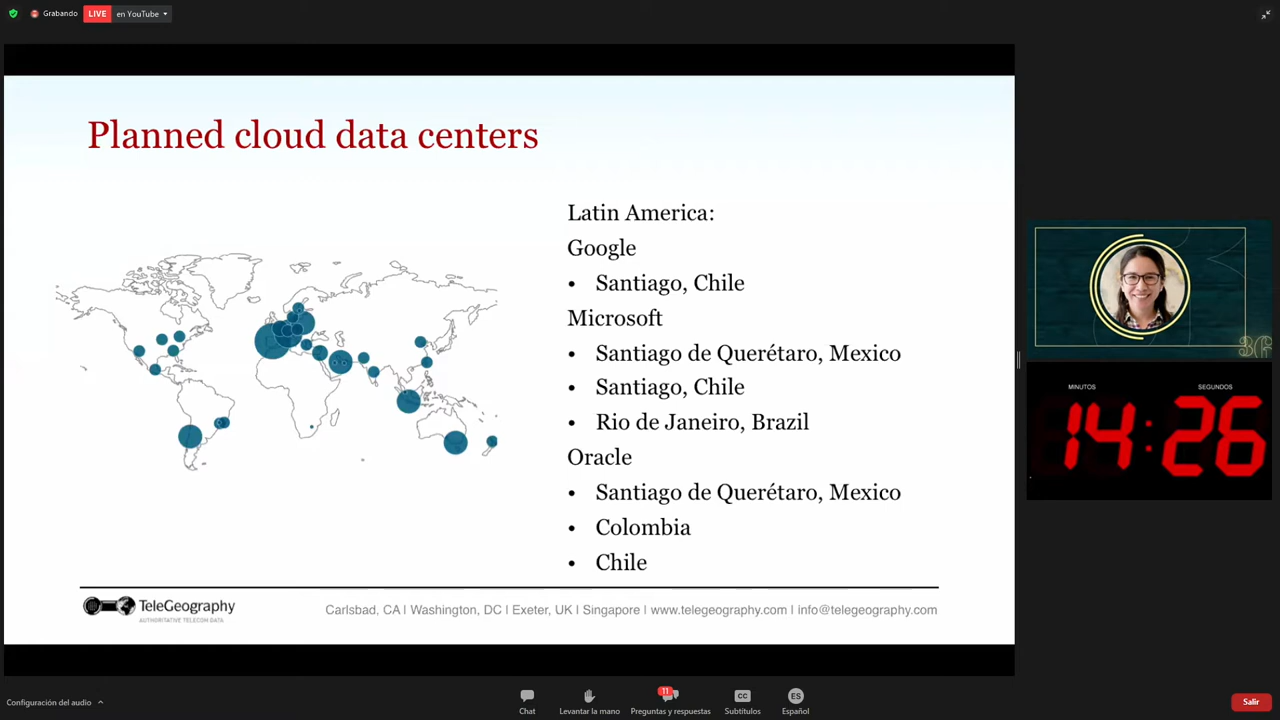 Grabando
LIVE
en YouTube
Planned cloud data centers
Latin America:
Google
• Santiago, Chile
Microsoft
• Santiago de Querétaro, Mexico
• Santiago, Chile
• Rio de Janeiro, Brazil
Oracle
• Santiago de Querétaro, Mexico
• Colombia
• Chile
TeleGeography
AUTHORITATIVE TELECOM DATA
Carlsbad, CA | Washington, DC | Exeter, UK | Singapore | www.telegeography.com | info@telegeography.com
MINUTOS SEGUNDOS
14:26
Configuración del audio
11
CC
ES
Chat
Levantar la mano
Preguntas y respuestas
Subtítulos
Español
Salir